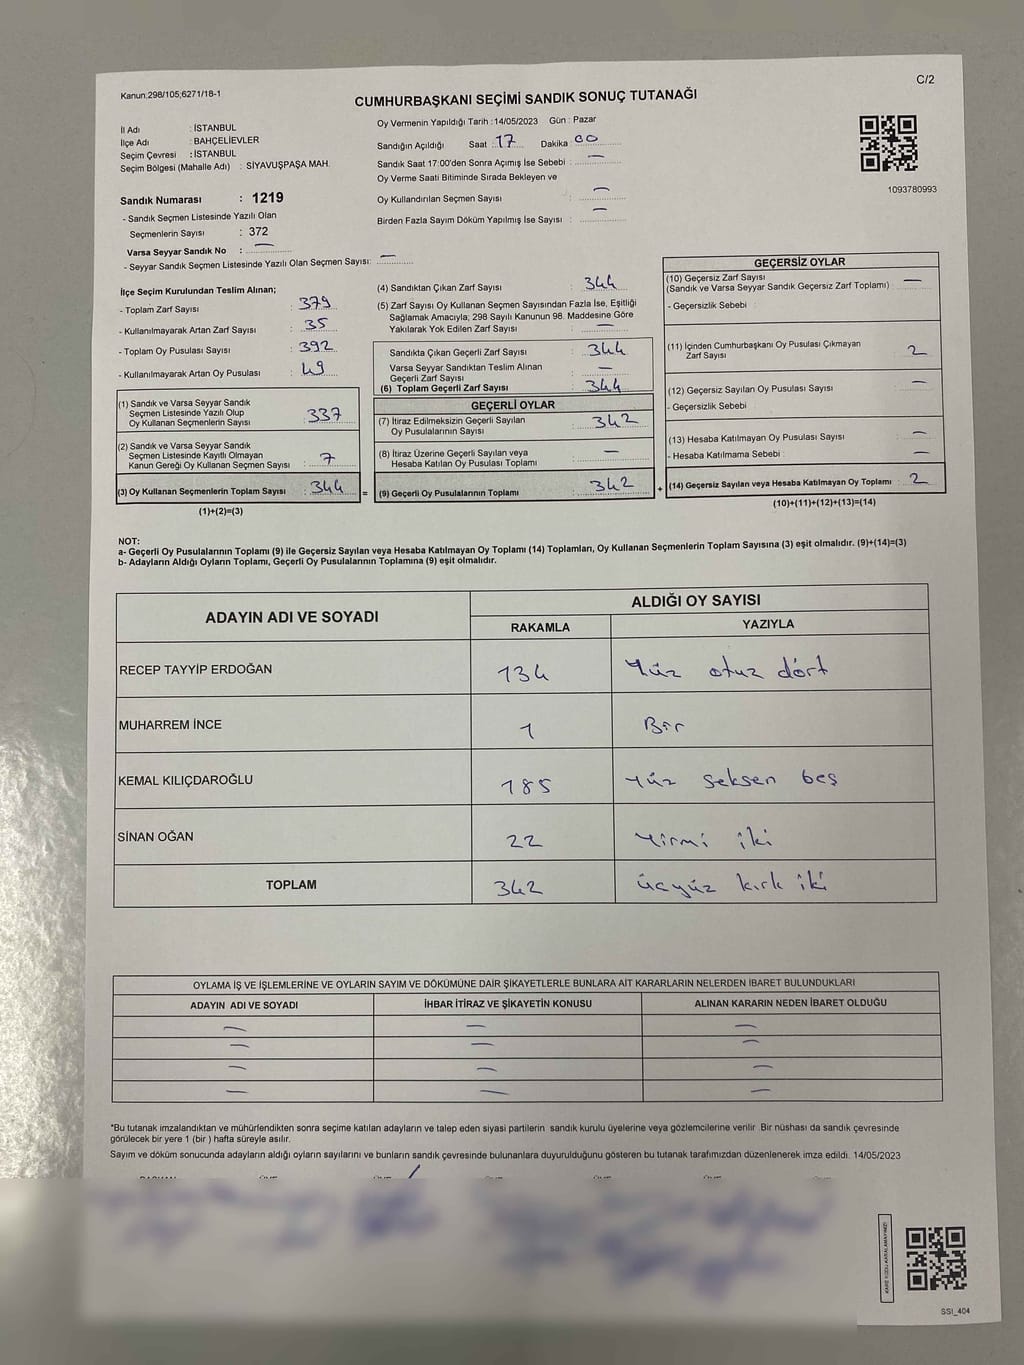 C/2
Kanun:298/105;6271/18-1
CUMHURBAŞKANI SEÇİMİ SANDIK SONUÇ TUTANAĞI
İl Adı : İSTANBUL
İlçe Adı : BAHÇELİEVLER
Seçim Çevresi : İSTANBUL
Seçim Bölgesi (Mahalle Adı) : SİYAVUŞPAŞA MAH.
Oy Vermenin Yapıldığı Tarih :14/05/2023 Gün : Pazar
Sandığın Açıldığı Saat : 17 Dakika : 00
Sandık Saat 17:00'den Sonra Açımış İse Sebebi : —
Oy Verme Saati Bitiminde Sırada Bekleyen ve
Oy Kullandırılan Seçmen Sayısı : —
Birden Fazla Sayım Döküm Yapılmış İse Sayısı : —
1093780993
Sandık Numarası : 1219
- Sandık Seçmen Listesinde Yazılı Olan
Seçmenlerin Sayısı : 372
Varsa Seyyar Sandık No : —
- Seyyar Sandık Seçmen Listesinde Yazılı Olan Seçmen Sayısı: —
İlçe Seçim Kurulundan Teslim Alınan;
- Toplam Zarf Sayısı : 379
- Kullanılmayarak Artan Zarf Sayısı : 35
- Toplam Oy Pusulası Sayısı : 392
- Kullanılmayarak Artan Oy Pusulası : 49
(1) Sandık ve Varsa Seyyar Sandık
Seçmen Listesinde Yazılı Olup
Oy Kullanan Seçmenlerin Sayısı : 337
(2) Sandık ve Varsa Seyyar Sandık
Seçmen Listesinde Kayıtlı Olmayan
Kanun Gereği Oy Kullanan Seçmen Sayısı : 7
(3) Oy Kullanan Seçmenlerin Toplam Sayısı : 344 =
(1)+(2)=(3)
(4) Sandıktan Çıkan Zarf Sayısı : 344
(5) Zarf Sayısı Oy Kullanan Seçmen Sayısından Fazla İse, Eşitliği
Sağlamak Amacıyla; 298 Sayılı Kanunun 98. Maddesine Göre
Yakılarak Yok Edilen Zarf Sayısı : —
Sandıkta Çıkan Geçerli Zarf Sayısı : 344
Varsa Seyyar Sandıktan Teslim Alınan
Geçerli Zarf Sayısı : —
(6) Toplam Geçerli Zarf Sayısı : 344
GEÇERLİ OYLAR
(7) İtiraz Edilmeksizin Geçerli Sayılan
Oy Pusulalarının Sayısı : 342
(8) İtiraz Üzerine Geçerli Sayılan veya
Hesaba Katılan Oy Pusulası Toplamı : —
(9) Geçerli Oy Pusulalarının Toplamı : 342 +
GEÇERSİZ OYLAR
(10) Geçersiz Zarf Sayısı
(Sandık ve Varsa Seyyar Sandık Geçersiz Zarf Toplamı) : —
- Geçersizlik Sebebi :
(11) İçinden Cumhurbaşkanı Oy Pusulası Çıkmayan
Zarf Sayısı : 2
(12) Geçersiz Sayılan Oy Pusulası Sayısı : —
- Geçersizlik Sebebi
(13) Hesaba Katılmayan Oy Pusulası Sayısı : —
- Hesaba Katılmama Sebebi : —
(14) Geçersiz Sayılan veya Hesaba Katılmayan Oy Toplamı : 2
(10)+(11)+(12)+(13)=(14)
NOT:
a- Geçerli Oy Pusulalarının Toplamı (9) ile Geçersiz Sayılan veya Hesaba Katılmayan Oy Toplamı (14) Toplamları, Oy Kullanan Seçmenlerin Toplam Sayısına (3) eşit olmalıdır. (9)+(14)=(3)
b- Adayların Aldığı Oyların Toplamı, Geçerli Oy Pusulalarının Toplamına (9) eşit olmalıdır.
ADAYIN ADI VE SOYADI ALDIĞI OY SAYISI
RAKAMLA YAZIYLA
RECEP TAYYİP ERDOĞAN 134 Yüz otuz dört
MUHARREM İNCE 1 Bir
KEMAL KILIÇDAROĞLU 185 Yüz seksen beş
SİNAN OĞAN 22 Yirmi iki
TOPLAM 342 üçyüz kırk iki
OYLAMA İŞ VE İŞLEMLERİNE VE OYLARIN SAYIM VE DÖKÜMÜNE DAİR ŞİKAYETLERLE BUNLARA AİT KARARLARIN NELERDEN İBARET BULUNDUKLARI
ADAYIN ADI VE SOYADI İHBAR İTİRAZ VE ŞİKAYETİN KONUSU ALINAN KARARIN NEDEN İBARET OLDUĞU
— — —
— — —
— — —
— — —
*Bu tutanak imzalandıktan ve mühürlendikten sonra seçime katılan adayların ve talep eden siyasi partilerin sandık kurulu üyelerine veya gözlemcilerine verilir .Bir nüshası da sandık çevresinde
görülecek bir yere 1 (bir ) hafta süreyle asılır.
Sayım ve döküm sonucunda adayların aldığı oyların sayılarını ve bunların sandık çevresinde bulunanlara duyurulduğunu gösteren bu tutanak tarafımızdan düzenlenerek imza edildi. 14/05/2023
KARE KODU KARALAMAYINIZ!
SSI_404